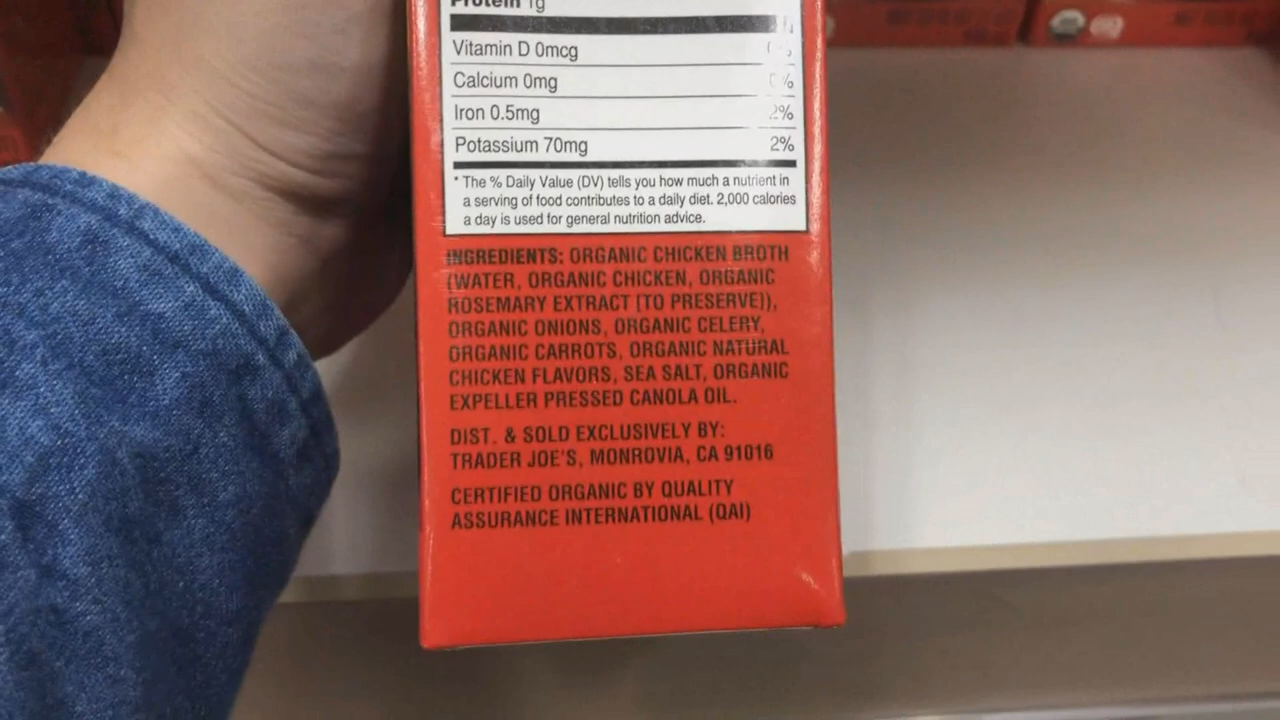 Protein 1g
Vitamin D 0mcg
Calcium 0mg %
Iron 0.5mg 2%
Potassium 70mg 2%
* The % Daily Value (DV) tells you how much a nutrient in
a serving of food contributes to a daily diet. 2,000 calories
a day is used for general nutrition advice.
INGREDIENTS: ORGANIC CHICKEN BROTH
(WATER, ORGANIC CHICKEN, ORGANIC
ROSEMARY EXTRACT [TO PRESERVE]),
ORGANIC ONIONS, ORGANIC CELERY,
ORGANIC CARROTS, ORGANIC NATURAL
CHICKEN FLAVORS, SEA SALT, ORGANIC
EXPELLER PRESSED CANOLA OIL.
DIST. & SOLD EXCLUSIVELY BY:
TRADER JOE'S, MONROVIA, CA 91016
CERTIFIED ORGANIC BY QUALITY
ASSURANCE INTERNATIONAL (QAI)